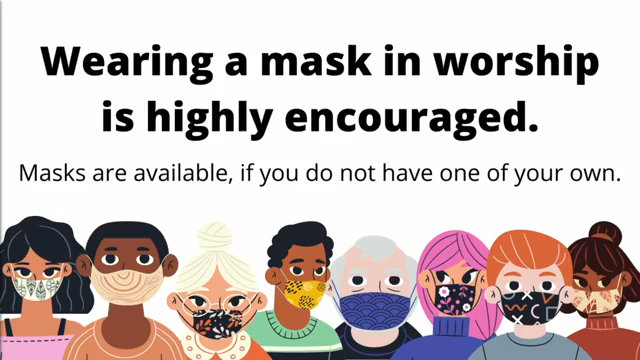 Wearing a mask in worship
is highly encouraged.
Masks are available, if you do not have one of your own.